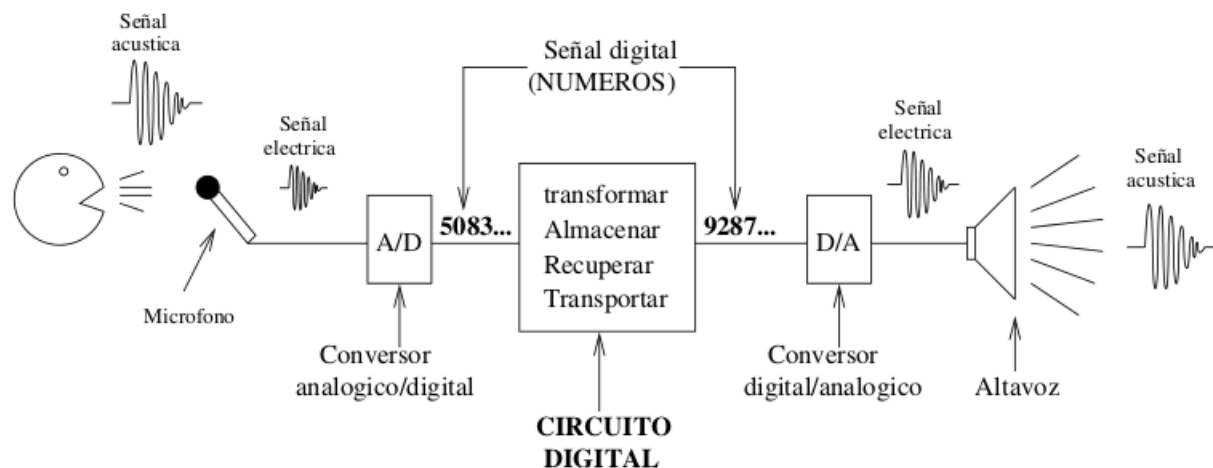 Señal
acustica
Señal
electrica
Microfono
A/D
Conversor
analogico/digital
5083...
Señal digital
(NUMEROS)
transformar
Almacenar
Recuperar
Transportar
CIRCUITO
DIGITAL
9287...
D/A
Conversor
digital/analogico
Señal
electrica
Altavoz
Señal
acustica